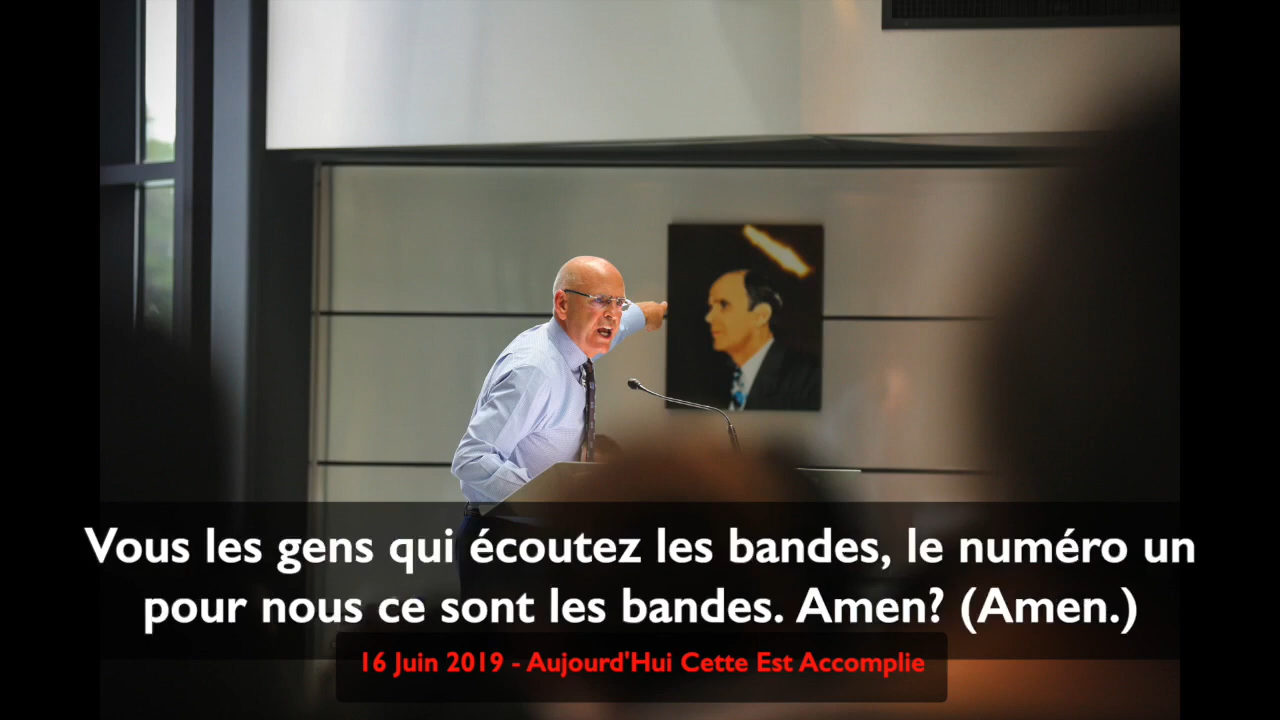 Vous les gens qui écoutez les bandes, le numéro un
pour nous ce sont les bandes. Amen? (Amen.)
16 Juin 2019 - Aujourd'Hui Cette Est Accomplie